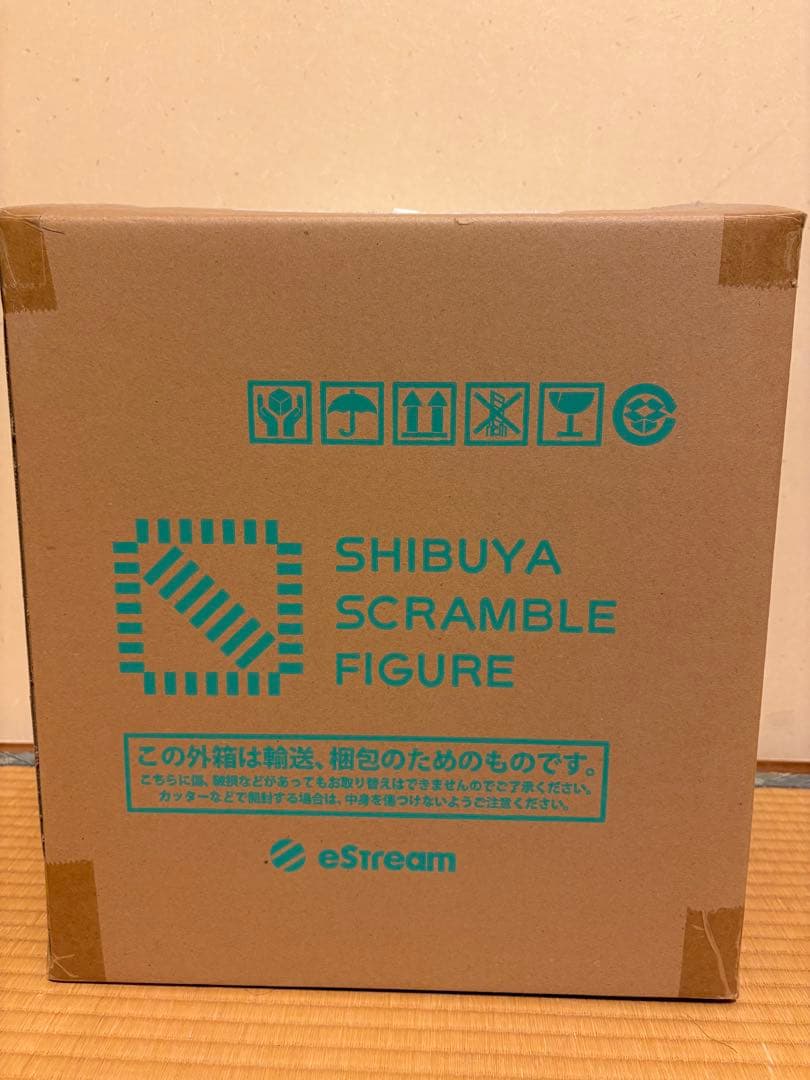 SHIBUYA
SCRAMBLE
FIGURE
この外箱は輸送、梱包のためのものです。
こちらに傷、破損などがあってもお取り替えはできませんのでご了承ください。
カッターなどで開封する場合は、中身を傷つけないようご注意ください。
eStream